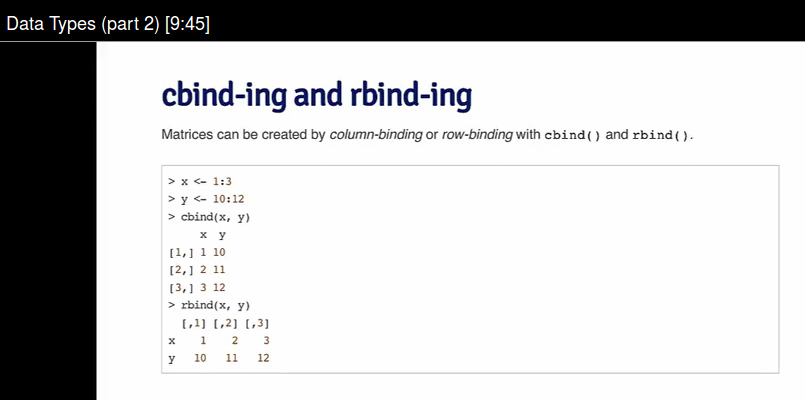 Data Types (part 2) [9:45]
cbind-ing and rbind-ing
Matrices can be created by column-binding or row-binding with cbind() and rbind().
> x <- 1:3
> y <- 10:12
> cbind(x, y)
     x  y
[1,] 1 10
[2,] 2 11
[3,] 3 12
> rbind(x, y)
  [,1] [,2] [,3]
x    1    2    3
y   10   11   12